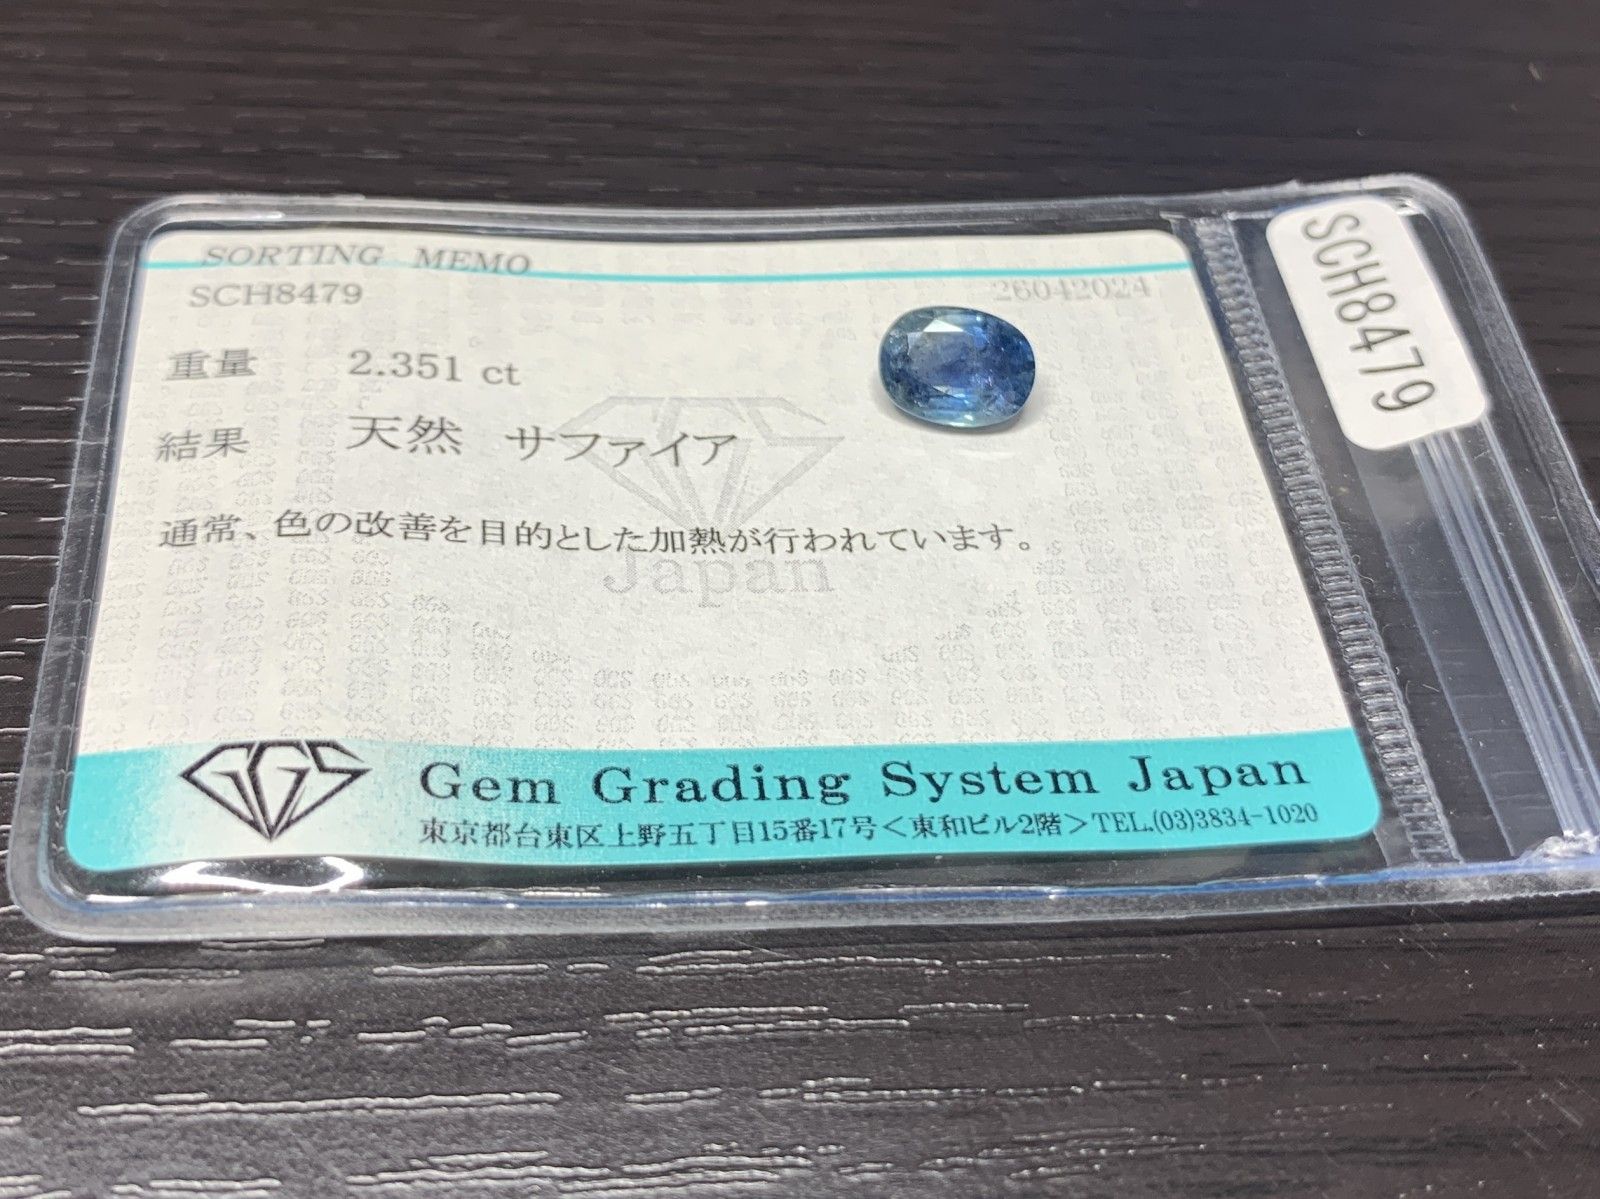 SORTING MEMO
SCH8479
26042024
重量 2.351 ct
結果 天然 サファイア
通常、色の改善を目的とした加熱が行われています。
Japan
GGS
Gem Grading System Japan
東京都台東区上野五丁目15番17号<東和ビル2階>TEL.(03)3834-1020
SCH8479